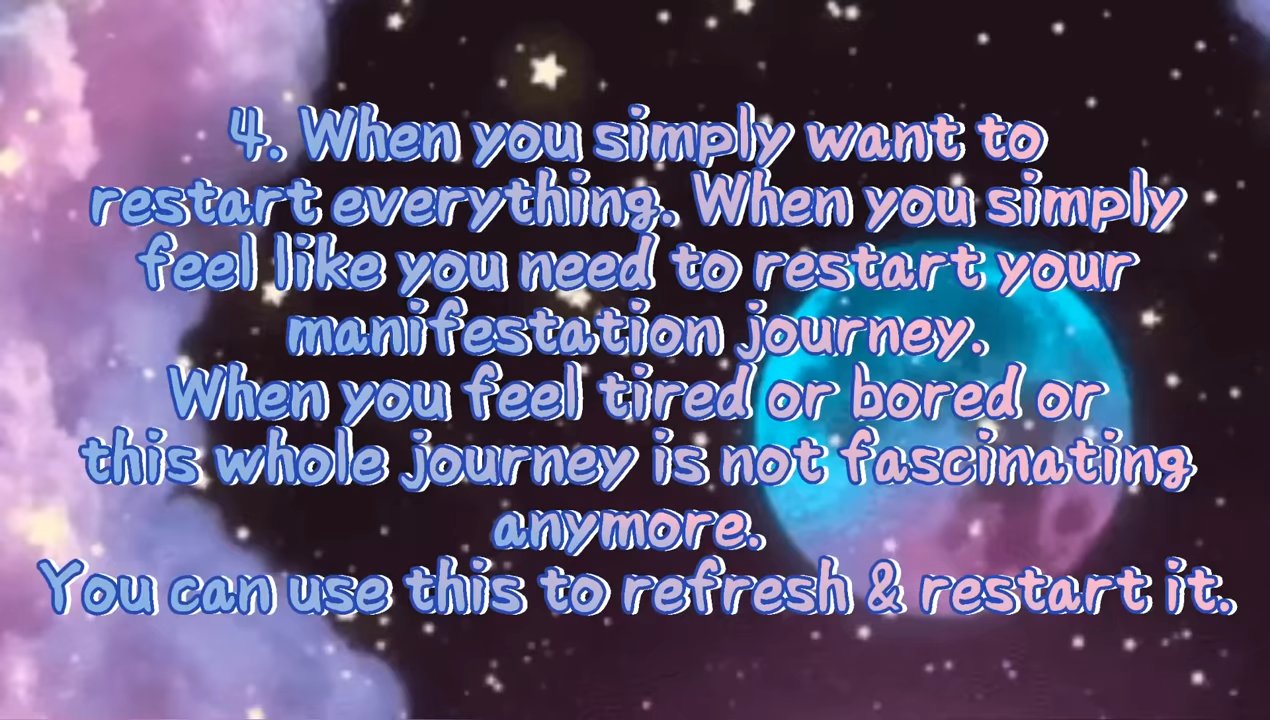 4. When you simply want to
restart everything. When you simply
feel like you need to restart your
manifestation journey.
When you feel tired or bored or
this whole journey is not fascinating
anymore.
You can use this to refresh & restart it.